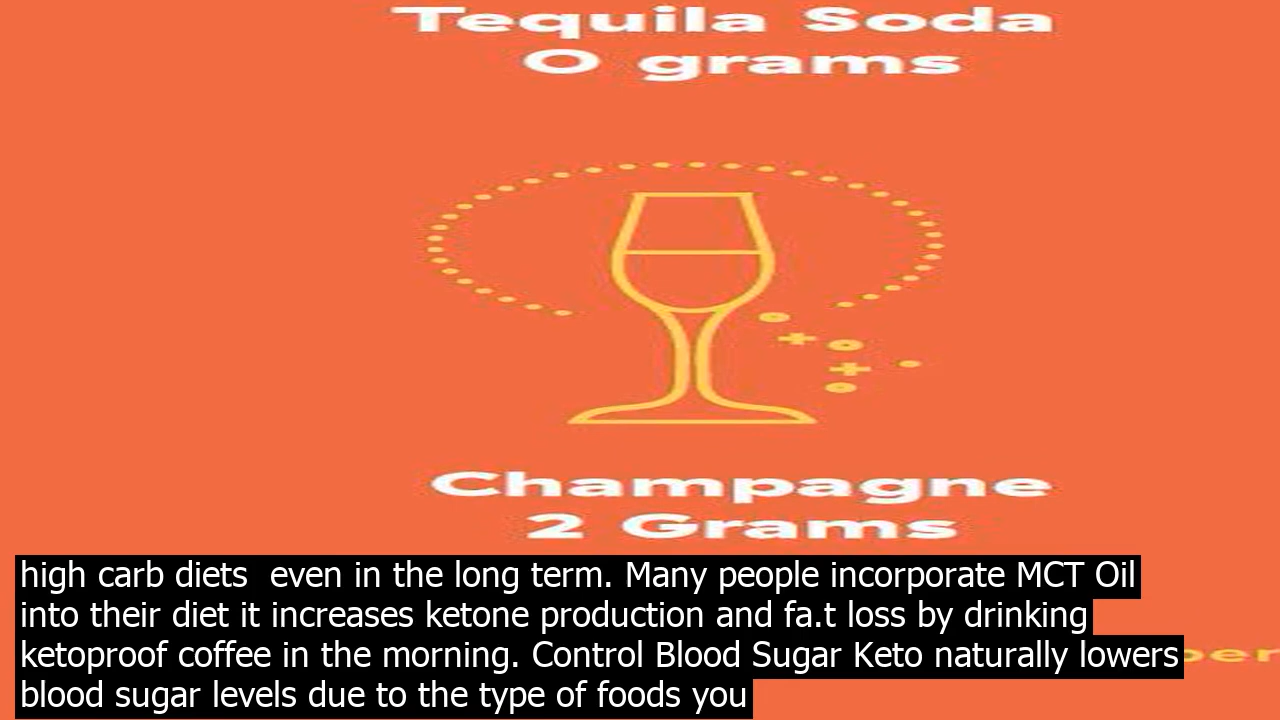 Tequila Soda
0 grams
Champagne
2 Grams
high carb diets  even in the long term. Many people incorporate MCT Oil
into their diet it increases ketone production and fa.t loss by drinking
ketoproof coffee in the morning. Control Blood Sugar Keto naturally lowers
blood sugar levels due to the type of foods you